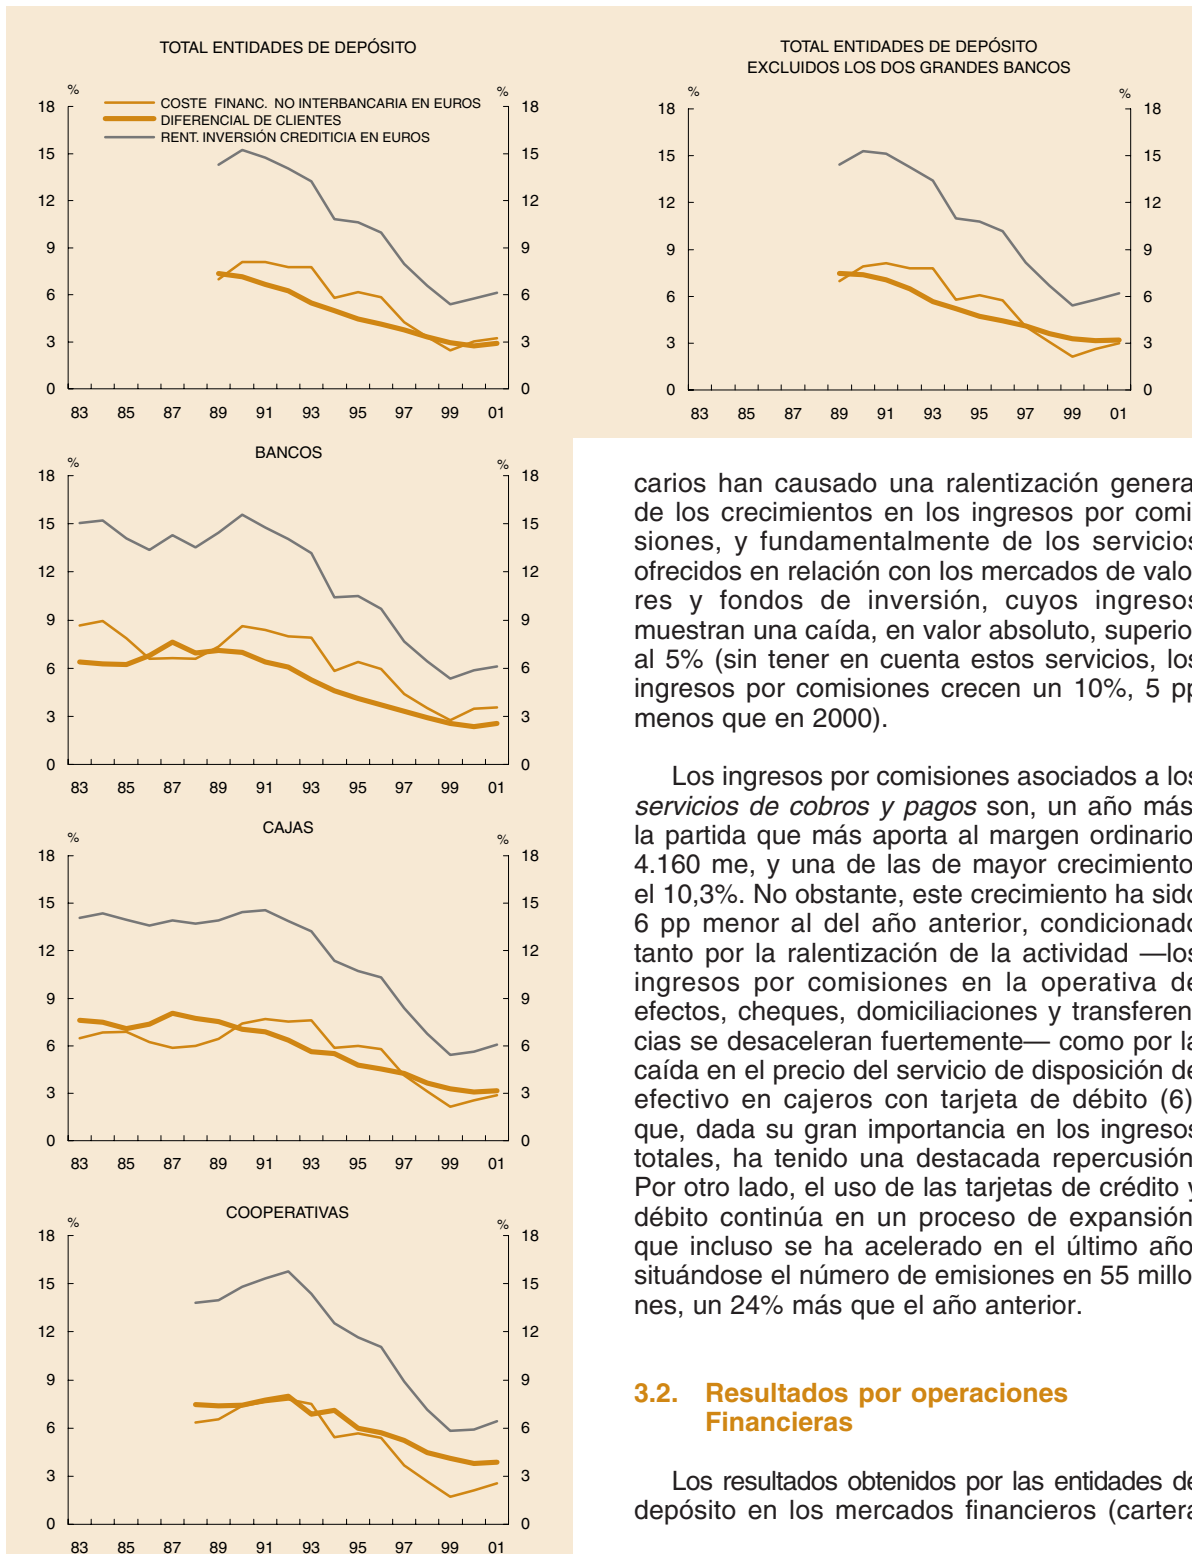 TOTAL ENTIDADES DE DEPÓSITO
% %
COSTE FINANC. NO INTERBANCARIA EN EUROS
DIFERENCIAL DE CLIENTES
RENT. INVERSIÓN CREDITICIA EN EUROS
18 18
15 15
12 12
9 9
6 6
3 3
0 0
83 85 87 89 91 93 95 97 99 01
TOTAL ENTIDADES DE DEPÓSITO
EXCLUIDOS LOS DOS GRANDES BANCOS
% %
18 18
15 15
12 12
9 9
6 6
3 3
0 0
83 85 87 89 91 93 95 97 99 01
BANCOS
% %
18 18
15 15
12 12
9 9
6 6
3 3
0 0
83 85 87 89 91 93 95 97 99 01
CAJAS
% %
18 18
15 15
12 12
9 9
6 6
3 3
0 0
83 85 87 89 91 93 95 97 99 01
COOPERATIVAS
% %
18 18
15 15
12 12
9 9
6 6
3 3
0 0
83 85 87 89 91 93 95 97 99 01
carios han causado una ralentización genera
de los crecimientos en los ingresos por comi
siones, y fundamentalmente de los servicios
ofrecidos en relación con los mercados de valo
res y fondos de inversión, cuyos ingresos
muestran una caída, en valor absoluto, superio
al 5% (sin tener en cuenta estos servicios, los
ingresos por comisiones crecen un 10%, 5 pp
menos que en 2000).
Los ingresos por comisiones asociados a los
servicios de cobros y pagos son, un año más
la partida que más aporta al margen ordinario
4.160 me, y una de las de mayor crecimiento
el 10,3%. No obstante, este crecimiento ha sido
6 pp menor al del año anterior, condicionado
tanto por la ralentización de la actividad —los
ingresos por comisiones en la operativa de
efectos, cheques, domiciliaciones y transferen
cias se desaceleran fuertemente— como por la
caída en el precio del servicio de disposición de
efectivo en cajeros con tarjeta de débito (6)
que, dada su gran importancia en los ingresos
totales, ha tenido una destacada repercusión
Por otro lado, el uso de las tarjetas de crédito y
débito continúa en un proceso de expansión
que incluso se ha acelerado en el último año
situándose el número de emisiones en 55 millo
nes, un 24% más que el año anterior.
3.2. Resultados por operaciones
Financieras
Los resultados obtenidos por las entidades de
depósito en los mercados financieros (cartera